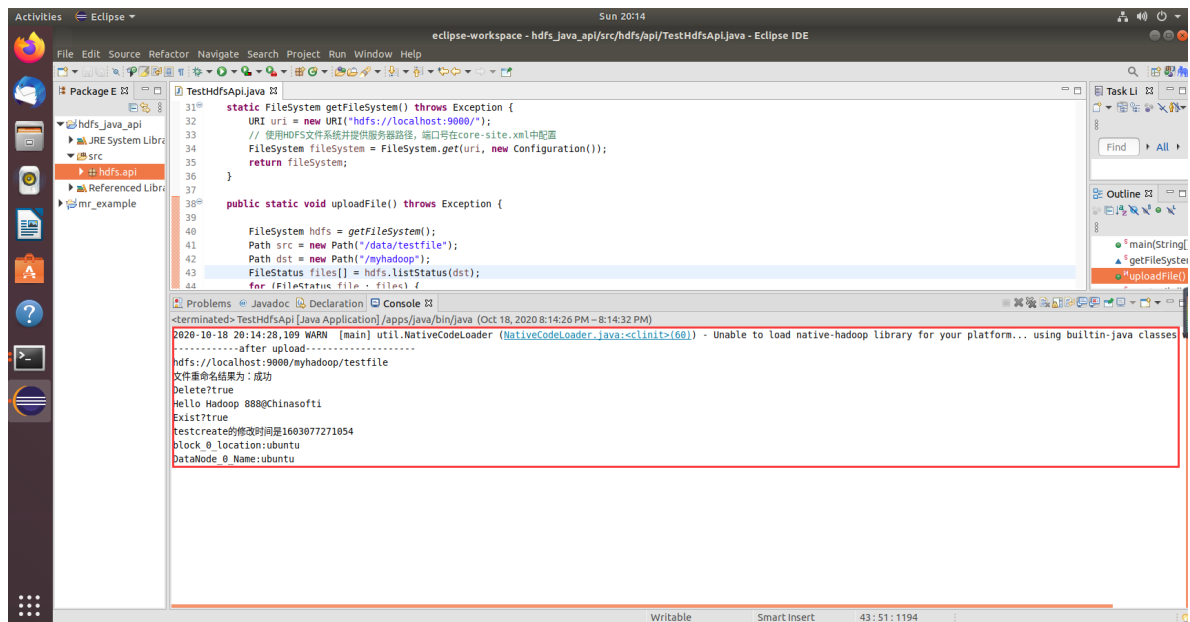 Activities Eclipse Sun 20:14
eclipse-workspace - hdfs_java_api/src/hdfs/api/TestHdfsApi.java - Eclipse IDE
File Edit Source Refactor Navigate Search Project Run Window Help
Package E TestHdfsApi.java Task Li
31 static FileSystem getFileSystem() throws Exception {
32 URI uri = new URI("hdfs://localhost:9000/");
33 // 使用HDFS文件系统并提供服务器路径，端口号在core-site.xml中配置
34 FileSystem fileSystem = FileSystem.get(uri, new Configuration());
35 return fileSystem;
36 }
37
38 public static void uploadFile() throws Exception {
39
40 FileSystem hdfs = getFileSystem();
41 Path src = new Path("/data/testfile");
42 Path dst = new Path("/myhadoop");
43 FileStatus files[] = hdfs.listStatus(dst);
44 for (FileStatus file : files) {
hdfs_java_api
JRE System Libra
src
hdfs.api
Referenced Libra
mr_example
Find All
Outline
main(String[]
getFileSystem
uploadFile()
Problems Javadoc Declaration Console
<terminated> TestHdfsApi [Java Application] /apps/java/bin/java (Oct 18, 2020 8:14:26 PM – 8:14:32 PM)
2020-10-18 20:14:28,109 WARN [main] util.NativeCodeLoader (NativeCodeLoader.java:<clinit>(60)) - Unable to load native-hadoop library for your platform... using builtin-java classes
------------after upload--------------------
hdfs://localhost:9000/myhadoop/testfile
文件重命名结果为：成功
Delete?true
Hello Hadoop 888@Chinasofti
Exist?true
testcreate的修改时间是1603077271054
block_0_location:ubuntu
DataNode_0_Name:ubuntu
Writable Smart Insert 43 : 51 : 1194